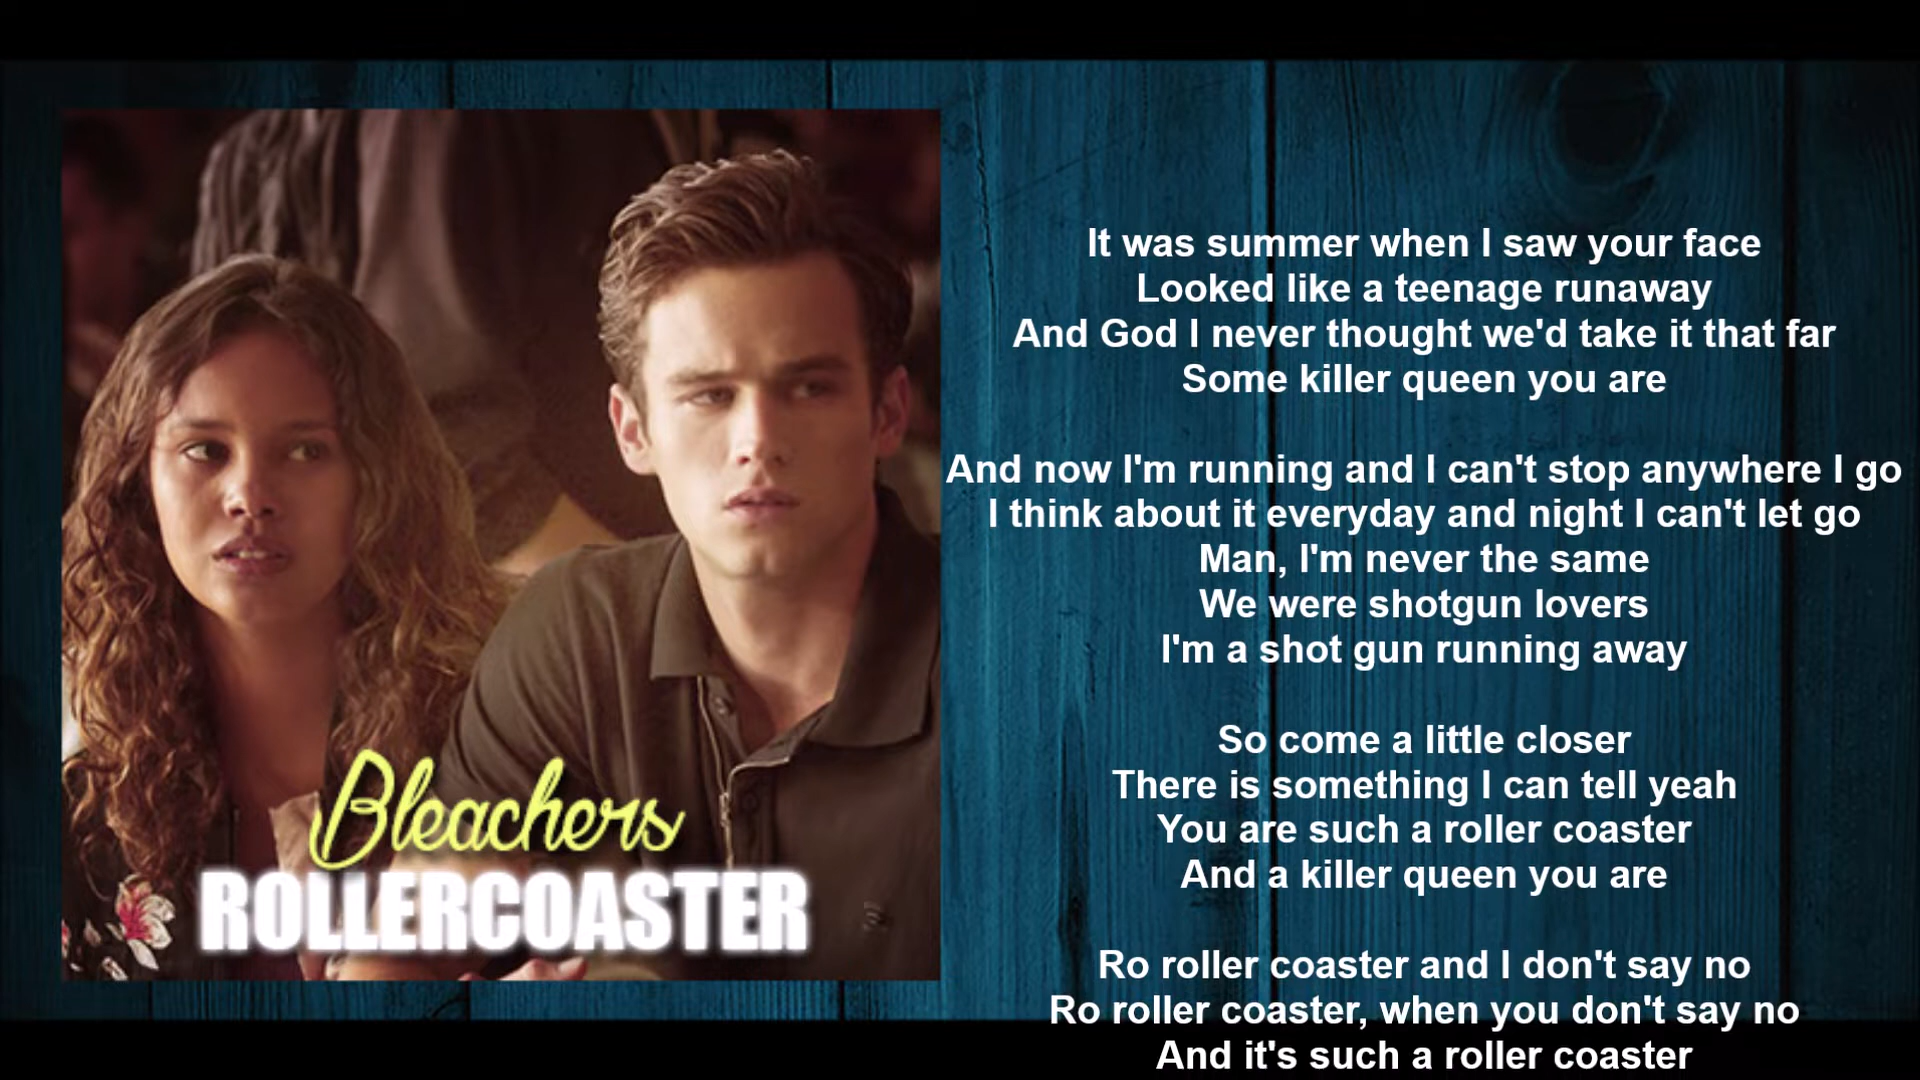 Bleachers
ROLLERCOASTER
It was summer when I saw your face
Looked like a teenage runaway
And God I never thought we'd take it that far
Some killer queen you are
And now I'm running and I can't stop anywhere I go
I think about it everyday and night I can't let go
Man, I'm never the same
We were shotgun lovers
I'm a shot gun running away
So come a little closer
There is something I can tell yeah
You are such a roller coaster
And a killer queen you are
Ro roller coaster and I don't say no
Ro roller coaster, when you don't say no
And it's such a roller coaster